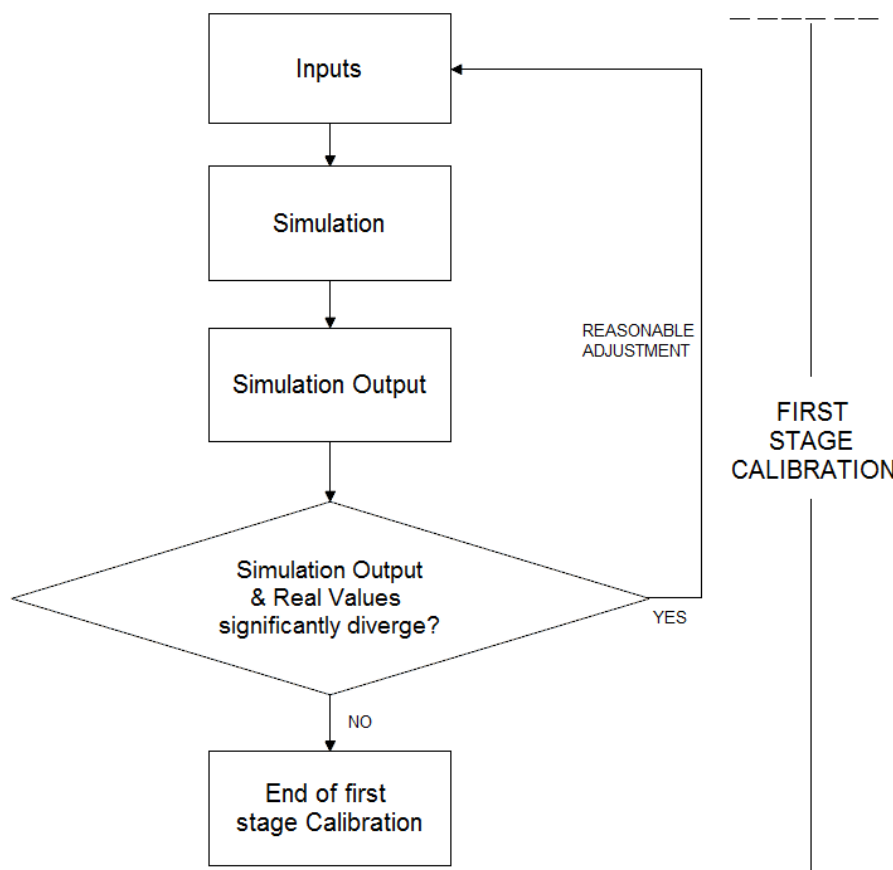 Inputs
Simulation
Simulation Output
REASONABLE
ADJUSTMENT
FIRST
STAGE
CALIBRATION
Simulation Output
& Real Values
significantly diverge?
YES
NO
End of first
stage Calibration